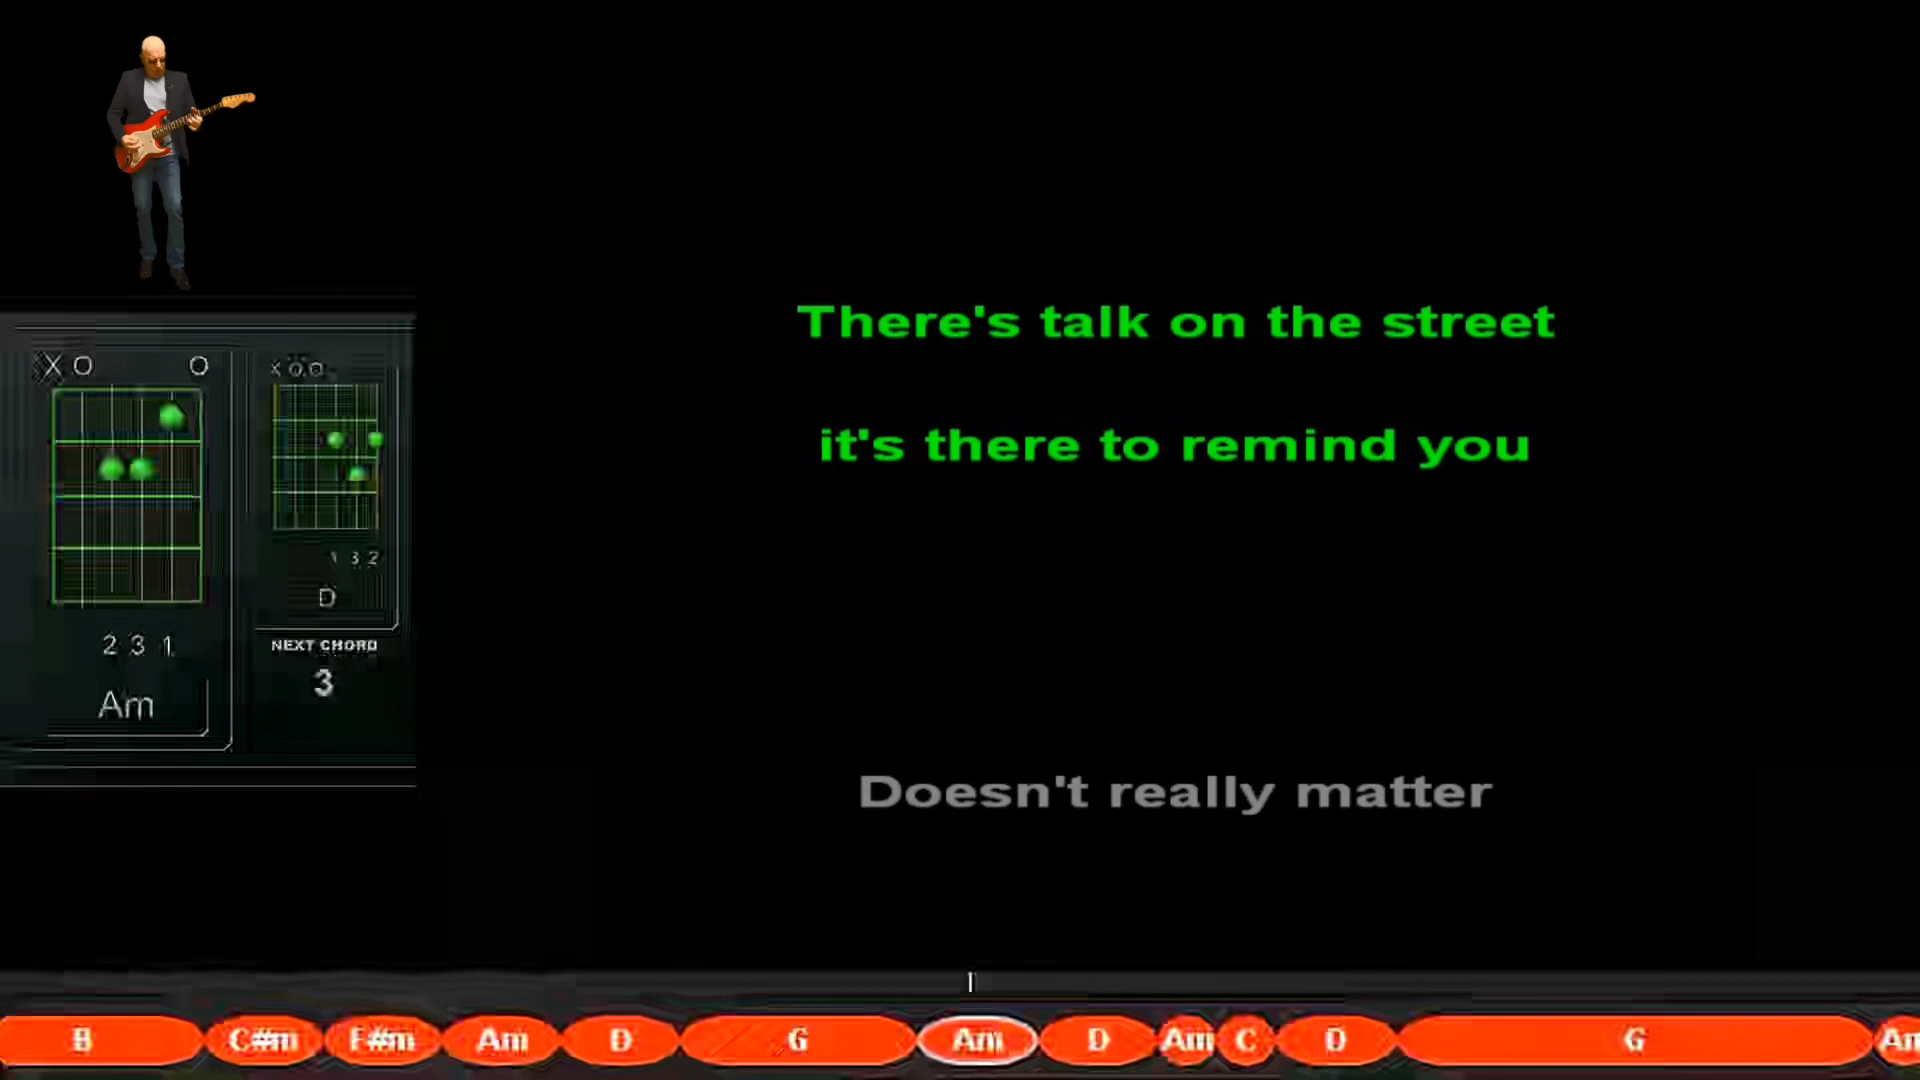 There's talk on the street
it's there to remind you
Doesn't really matter
X O O
2 3 1
Am
X O O
1 3 2
D
NEXT CHORD
3
B C#m F#m Am D G Am D Am C D G Am